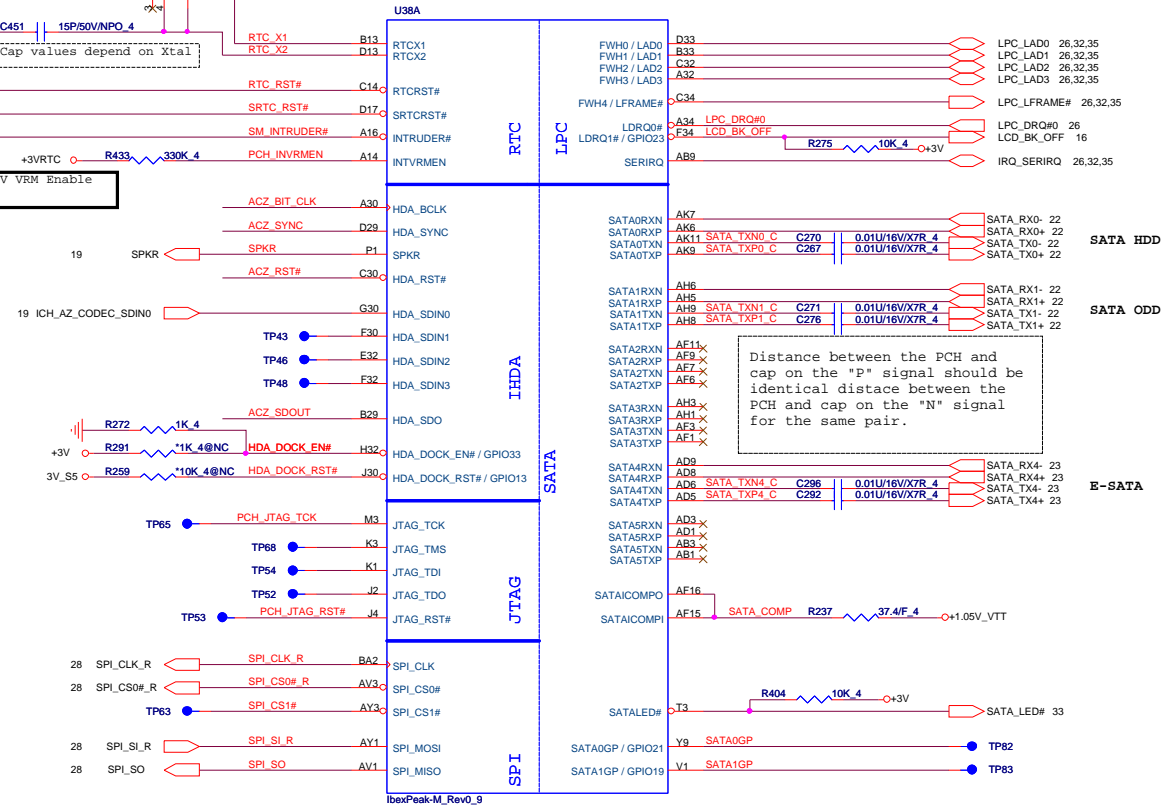 U38A
C451 15P/50V/NPO_4
Cap values depend on Xtal
RTC_X1 B13 RTCX1
RTC_X2 D13 RTCX2
RTC_RST# C14 RTCRST#
SRTC_RST# D17 SRTCRST#
SM_INTRUDER# A16 INTRUDER#
+3VRTC R433 330K_4 PCH_INVRMEN A14 INTVRMEN
V VRM Enable
RTC
LPC
FWH0 / LAD0 D33 LPC_LAD0 26,32,35
FWH1 / LAD1 B33 LPC_LAD1 26,32,35
FWH2 / LAD2 C32 LPC_LAD2 26,32,35
FWH3 / LAD3 A32 LPC_LAD3 26,32,35
FWH4 / LFRAME# C34 LPC_LFRAME# 26,32,35
LDRQ0# A34 LPC_DRQ#0 LPC_DRQ#0 26
LDRQ1# / GPIO23 F34 LCD_BK_OFF LCD_BK_OFF 16
R275 10K_4 +3V
SERIRQ AB9 IRQ_SERIRQ 26,32,35
ACZ_BIT_CLK A30 HDA_BCLK
ACZ_SYNC D29 HDA_SYNC
19 SPKR SPKR P1 SPKR
ACZ_RST# C30 HDA_RST#
19 ICH_AZ_CODEC_SDIN0 G30 HDA_SDIN0
TP43 F30 HDA_SDIN1
TP46 E32 HDA_SDIN2
TP48 F32 HDA_SDIN3
ACZ_SDOUT B29 HDA_SDO
R272 1K_4
+3V R291 *1K_4@NC HDA_DOCK_EN# H32 HDA_DOCK_EN# / GPIO33
3V_S5 R259 *10K_4@NC HDA_DOCK_RST# J30 HDA_DOCK_RST# / GPIO13
IHDA
SATA
SATA0RXN AK7 SATA_RX0- 22
SATA0RXP AK6 SATA_RX0+ 22
SATA0TXN AK11 SATA_TXN0_C C270 0.01U/16V/X7R_4 SATA_TX0- 22
SATA0TXP AK9 SATA_TXP0_C C267 0.01U/16V/X7R_4 SATA_TX0+ 22
SATA HDD
SATA1RXN AH6 SATA_RX1- 22
SATA1RXP AH5 SATA_RX1+ 22
SATA1TXN AH9 SATA_TXN1_C C271 0.01U/16V/X7R_4 SATA_TX1- 22
SATA1TXP AH8 SATA_TXP1_C C276 0.01U/16V/X7R_4 SATA_TX1+ 22
SATA ODD
SATA2RXN AF11
SATA2RXP AF9
SATA2TXN AF7
SATA2TXP AF6
SATA3RXN AH3
SATA3RXP AH1
SATA3TXN AF3
SATA3TXP AF1
Distance between the PCH and
cap on the "P" signal should be
identical distace between the
PCH and cap on the "N" signal
for the same pair.
SATA4RXN AD9 SATA_RX4- 23
SATA4RXP AD8 SATA_RX4+ 23
SATA4TXN AD6 SATA_TXN4_C C296 0.01U/16V/X7R_4 SATA_TX4- 23
SATA4TXP AD5 SATA_TXP4_C C292 0.01U/16V/X7R_4 SATA_TX4+ 23
E-SATA
SATA5RXN AD3
SATA5RXP AD1
SATA5TXN AB3
SATA5TXP AB1
TP65 PCH_JTAG_TCK M3 JTAG_TCK
TP68 K3 JTAG_TMS
TP54 K1 JTAG_TDI
TP52 J2 JTAG_TDO
TP53 PCH_JTAG_RST# J4 JTAG_RST#
JTAG
SATAICOMPO AF16
SATAICOMPI AF15 SATA_COMP R237 37.4/F_4 +1.05V_VTT
28 SPI_CLK_R SPI_CLK_R BA2 SPI_CLK
28 SPI_CS0#_R SPI_CS0#_R AV3 SPI_CS0#
TP63 SPI_CS1# AY3 SPI_CS1#
28 SPI_SI_R SPI_SI_R AY1 SPI_MOSI
28 SPI_SO SPI_SO AV1 SPI_MISO
SPI
R404 10K_4 +3V
SATALED# T3 SATA_LED# 33
SATA0GP / GPIO21 Y9 SATA0GP TP82
SATA1GP / GPIO19 V1 SATA1GP TP83
IbexPeak-M_Rev0_9